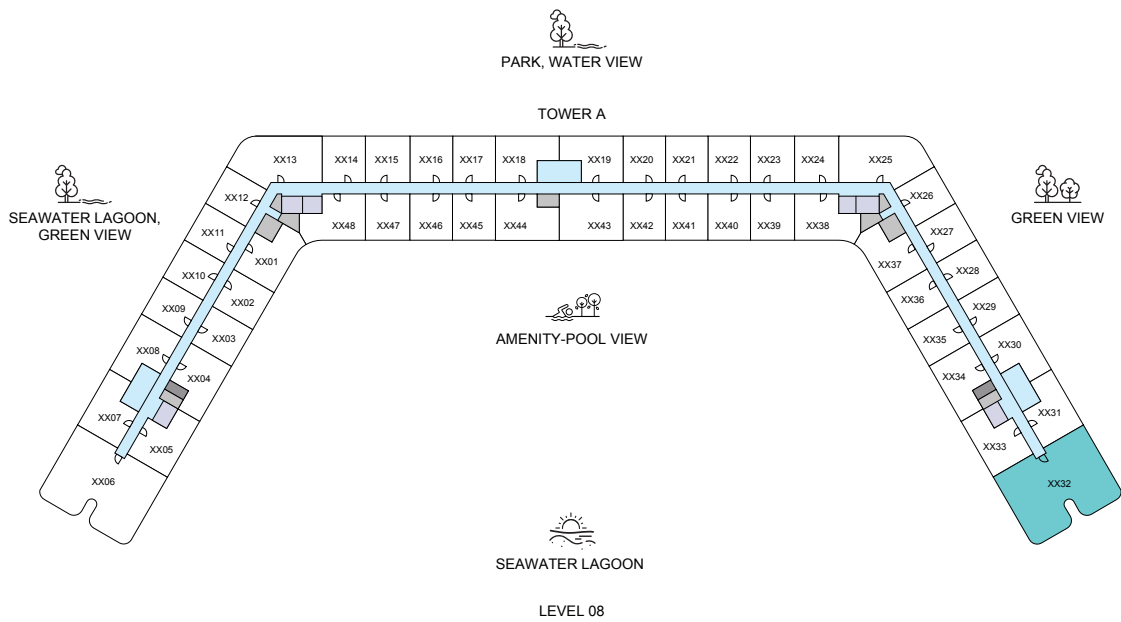 PARK, WATER VIEW
TOWER A
XX13
XX14
XX15
XX16
XX17
XX18
XX19
XX20
XX21
XX22
XX23
XX24
XX25
SEAWATER LAGOON,
GREEN VIEW
XX12
XX26
GREEN VIEW
XX48
XX47
XX46
XX45
XX44
XX43
XX42
XX41
XX40
XX39
XX38
XX11
XX27
XX01
XX37
XX10
XX28
XX02
XX36
XX09
XX29
XX03
XX35
AMENITY-POOL VIEW
XX08
XX30
XX04
XX34
XX07
XX31
XX05
XX33
XX06
XX32
SEAWATER LAGOON
LEVEL 08